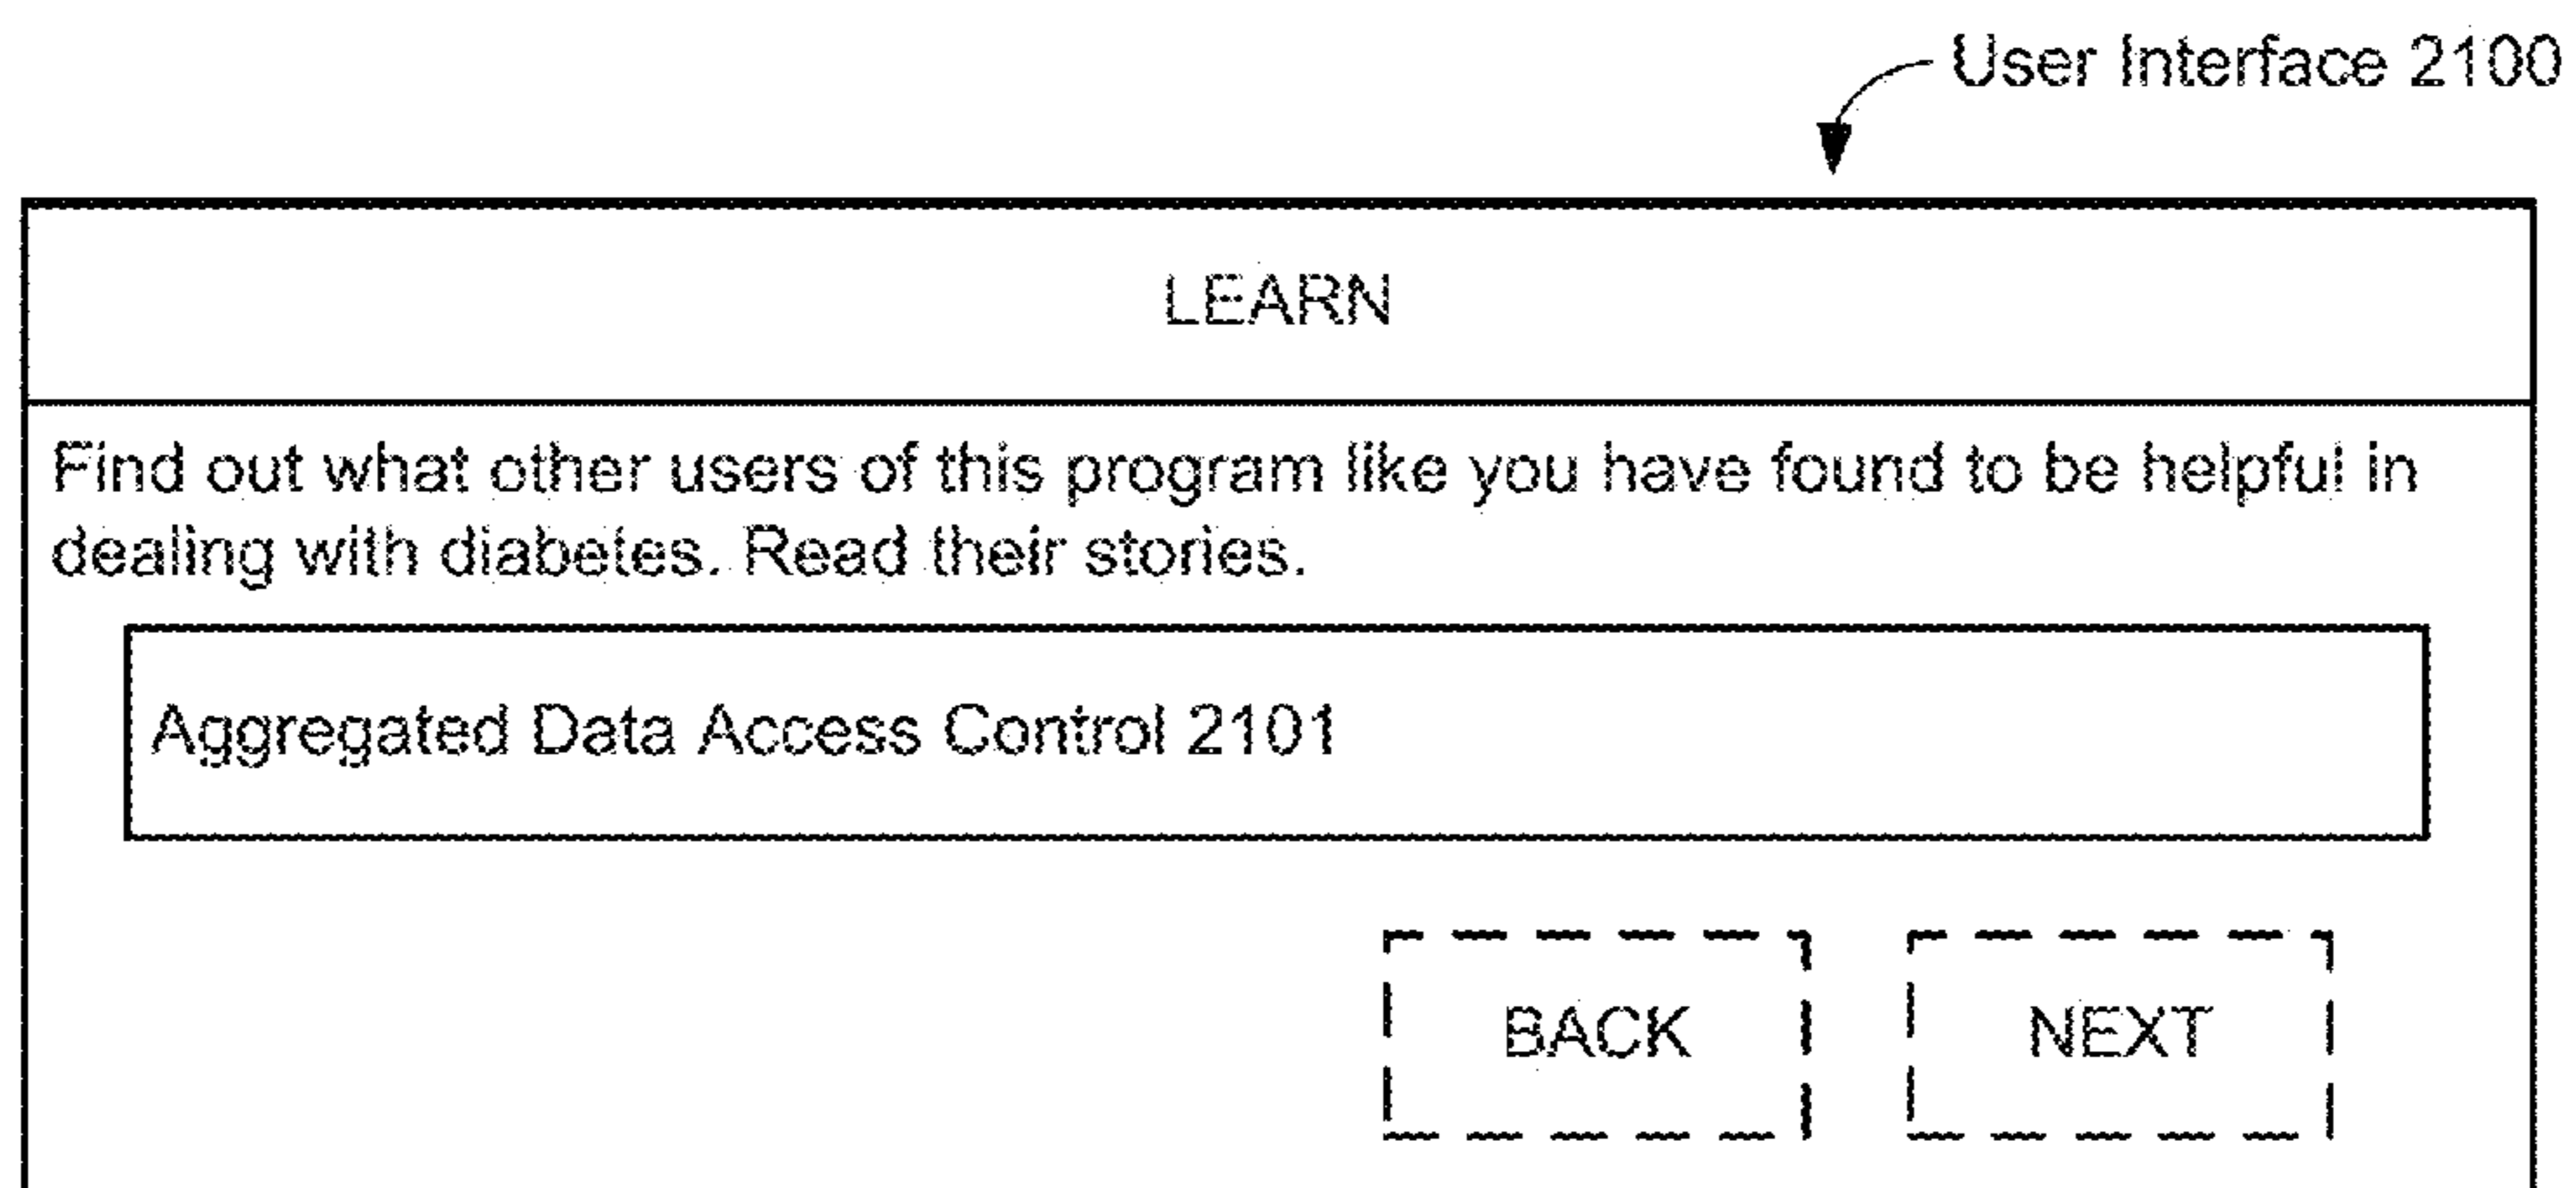 User Interface 2100
LEARN
Find out what other users of this program like you have found to be helpful in
dealing with diabetes. Read their stories.
Aggregated Data Access Control 2101
BACK
NEXT